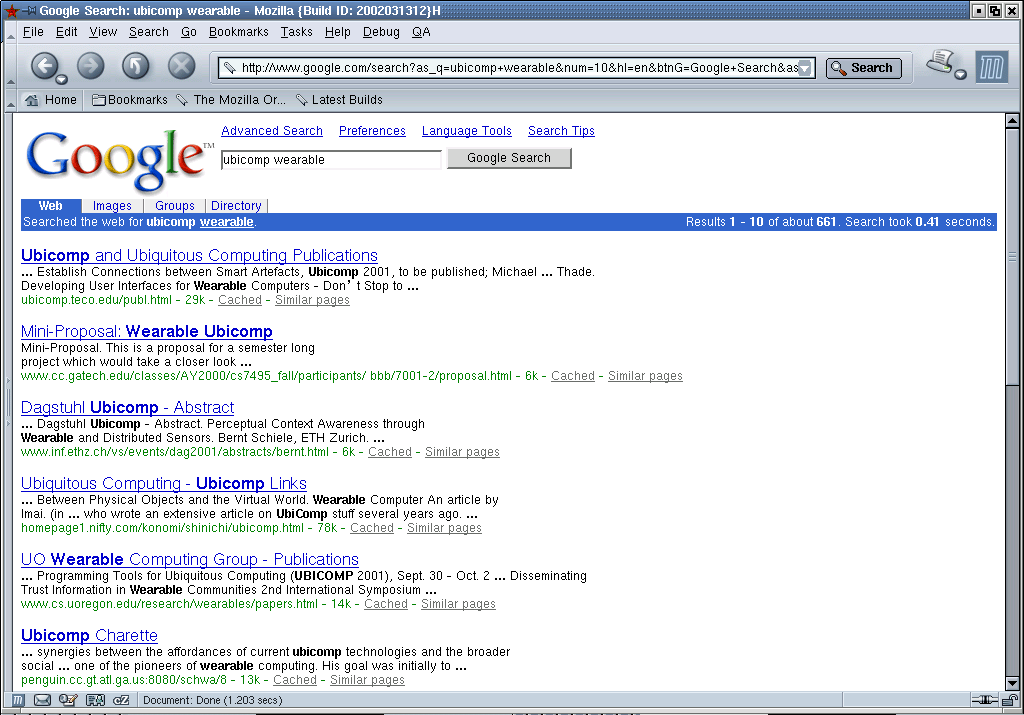 Google Search: ubicomp wearable - Mozilla {Build ID: 2002031312}H
File Edit View Search Go Bookmarks Tasks Help Debug QA
http://www.google.com/search?as_q=ubicomp+wearable&num=10&hl=en&btnG=Google+Search&as Search
Home Bookmarks The Mozilla Or... Latest Builds
Google™
Advanced Search Preferences Language Tools Search Tips
ubicomp wearable Google Search
Web Images Groups Directory
Searched the web for ubicomp wearable. Results 1 - 10 of about 661. Search took 0.41 seconds.
Ubicomp and Ubiquitous Computing Publications
... Establish Connections between Smart Artefacts, Ubicomp 2001, to be published; Michael ... Thade.
Developing User Interfaces for Wearable Computers - Don’t Stop to ...
ubicomp.teco.edu/publ.html - 29k - Cached - Similar pages
Mini-Proposal: Wearable Ubicomp
Mini-Proposal. This is a proposal for a semester long
project which would take a closer look ...
www.cc.gatech.edu/classes/AY2000/cs7495_fall/participants/ bbb/7001-2/proposal.html - 6k - Cached - Similar pages
Dagstuhl Ubicomp - Abstract
... Dagstuhl Ubicomp - Abstract. Perceptual Context Awareness through
Wearable and Distributed Sensors. Bernt Schiele, ETH Zurich. ...
www.inf.ethz.ch/vs/events/dag2001/abstracts/bernt.html - 6k - Cached - Similar pages
Ubiquitous Computing - Ubicomp Links
... Between Physical Objects and the Virtual World. Wearable Computer An article by
Imai. (in ... who wrote an extensive article on UbiComp stuff several years ago. ...
homepage1.nifty.com/konomi/shinichi/ubicomp.html - 78k - Cached - Similar pages
UO Wearable Computing Group - Publications
... Programming Tools for Ubiquitous Computing (UBICOMP 2001), Sept. 30 - Oct. 2 ... Disseminating
Trust Information in Wearable Communities 2nd International Symposium ...
www.cs.uoregon.edu/research/wearables/papers.html - 14k - Cached - Similar pages
Ubicomp Charette
... synergies between the affordances of current ubicomp technologies and the broader
social ... one of the pioneers of wearable computing. His goal was initially to ...
penguin.cc.gt.atl.ga.us:8080/schwa/8 - 13k - Cached - Similar pages
Document: Done (1.203 secs)